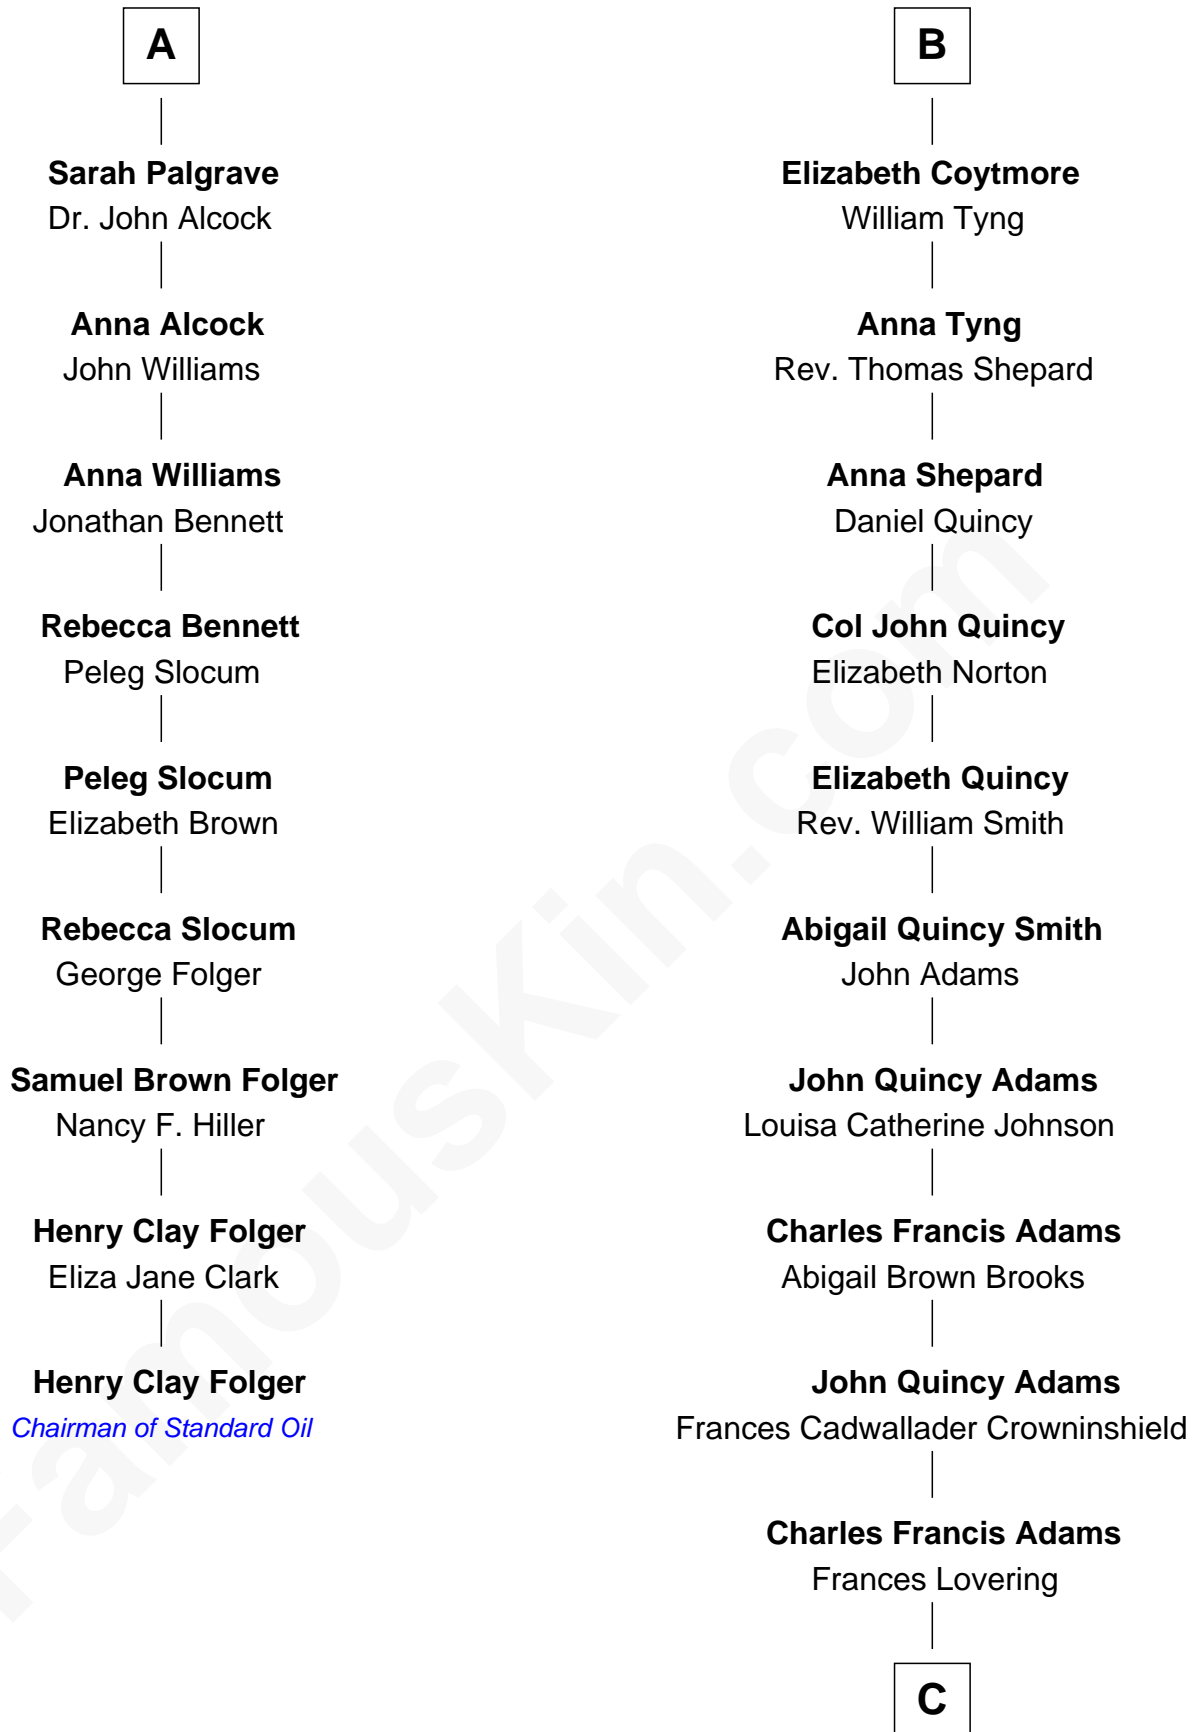 A
Sarah Palgrave
Dr. John Alcock
Anna Alcock
John Williams
Anna Williams
Jonathan Bennett
Rebecca Bennett
Peleg Slocum
Peleg Slocum
Elizabeth Brown
Rebecca Slocum
George Folger
Samuel Brown Folger
Nancy F. Hiller
Henry Clay Folger
Eliza Jane Clark
Henry Clay Folger
Chairman of Standard Oil
B
Elizabeth Coytmore
William Tyng
Anna Tyng
Rev. Thomas Shepard
Anna Shepard
Daniel Quincy
Col John Quincy
Elizabeth Norton
Elizabeth Quincy
Rev. William Smith
Abigail Quincy Smith
John Adams
John Quincy Adams
Louisa Catherine Johnson
Charles Francis Adams
Abigail Brown Brooks
John Quincy Adams
Frances Cadwallader Crowninshield
Charles Francis Adams
Frances Lovering
C
FamousKin.com